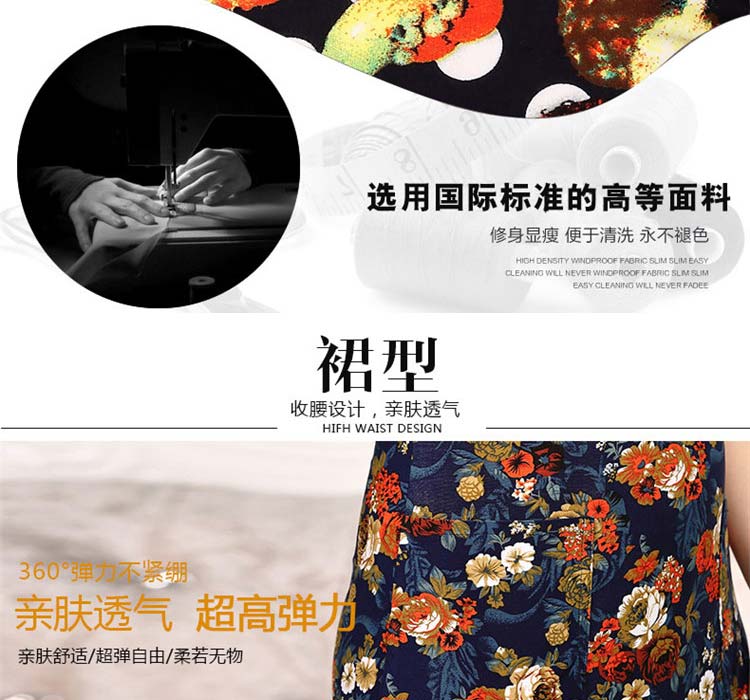 选用国际标准的高等面料
修身显瘦 便于清洗 永不褪色
HIGH DENSITY WINDPROOF FABRIC SLIM SLIM EASY
CLEANING WILL NEVER WINDPROOF FABRIC SLIM SLIM
EASY CLEANING WILL NEVER FADEE
裙型
收腰设计，亲肤透气
HIFH WAIST DESIGN
360°弹力不紧绷
亲肤透气 超高弹力
亲肤舒适/超弹自由/柔若无物